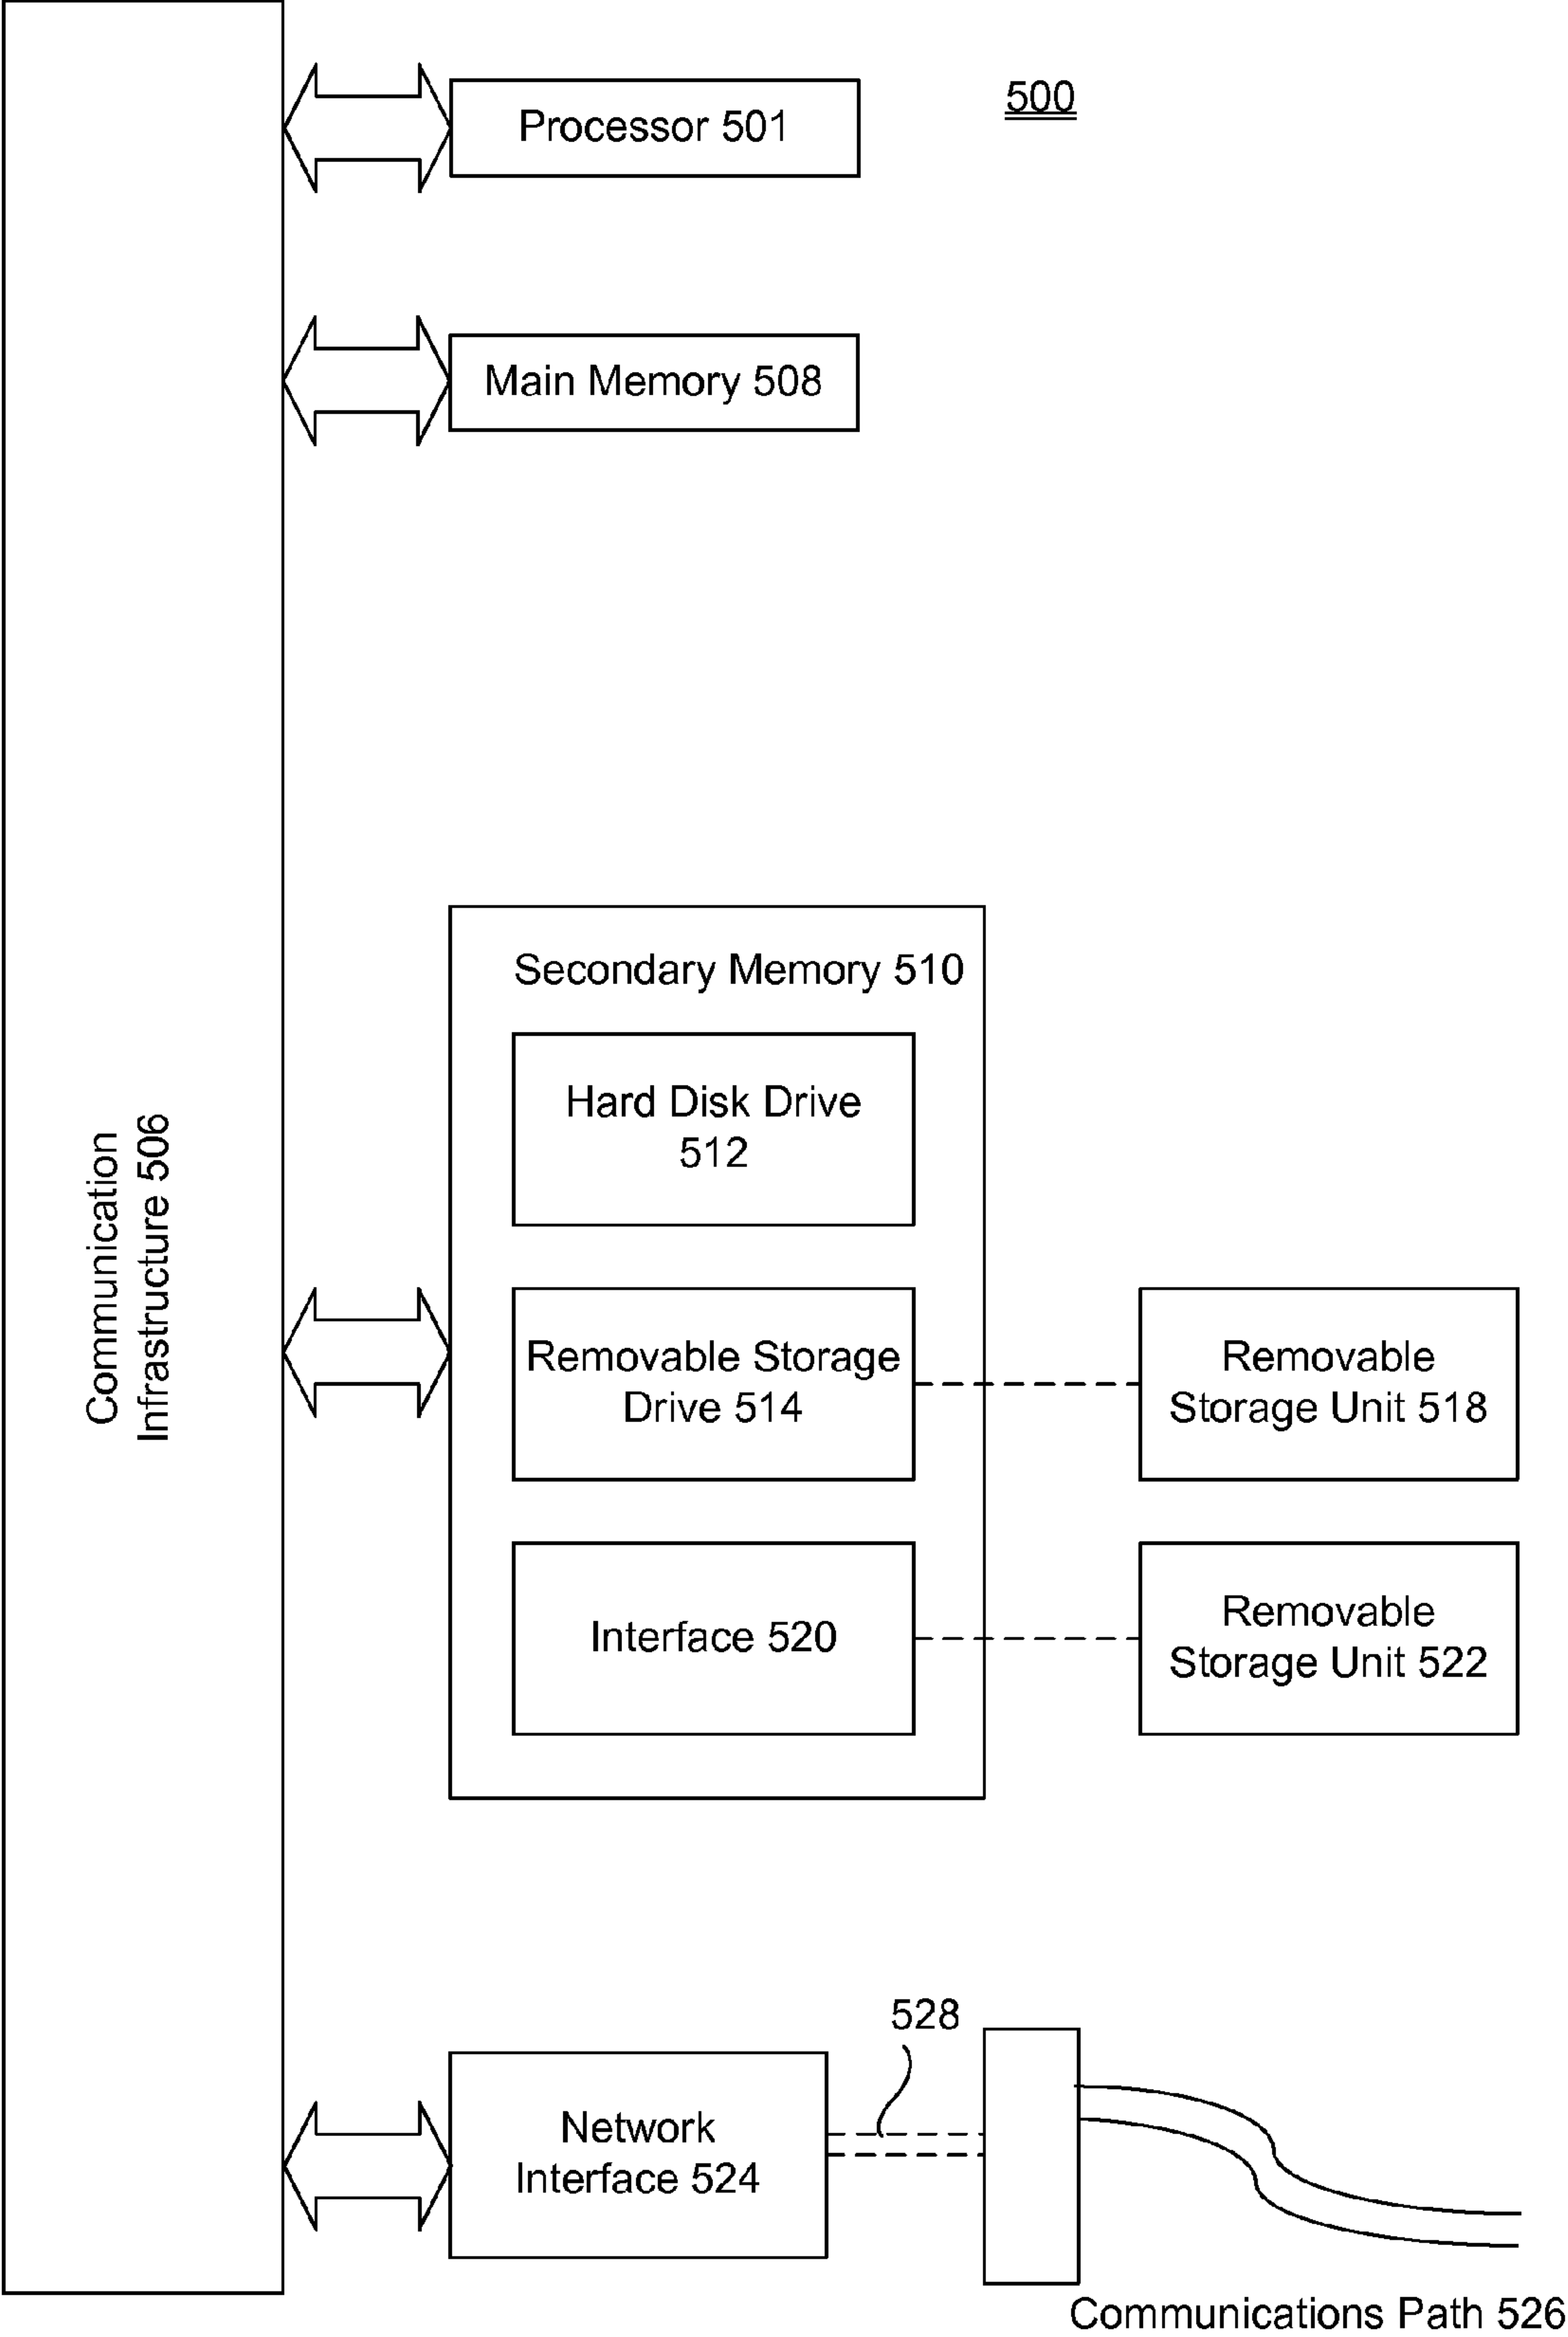 Processor 501
500
Main Memory 508
Communication
Infrastructure 506
Secondary Memory 510
Hard Disk Drive
512
Removable Storage
Drive 514
Removable
Storage Unit 518
Interface 520
Removable
Storage Unit 522
528
Network
Interface 524
Communications Path 526